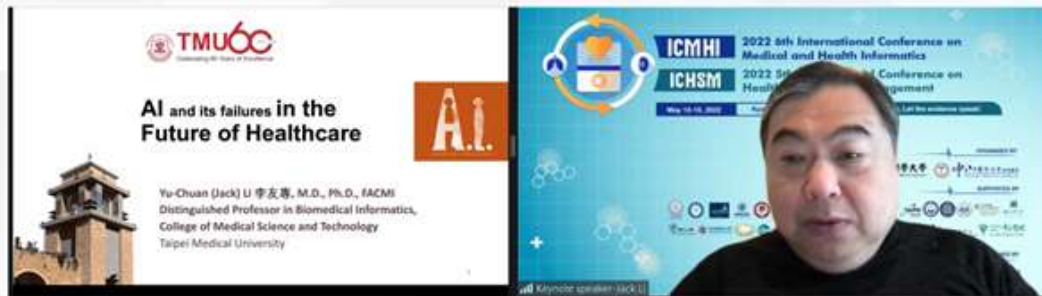 TMU60
Celebrating 60 Years of Excellence
AI and its failures in the
Future of Healthcare
A.I.
Yu-Chuan (Jack) Li 李友專, M.D., Ph.D., FACMI
Distinguished Professor in Biomedical Informatics,
College of Medical Science and Technology
Taipei Medical University
ICMHI
2022 6th International Conference on
Medical and Health Informatics
ICHSM
2022 5th Conference on
Health agement
May 13-15, 2022
Let the evidence speak!
ORGANIZED BY
SUPPORTED BY
Keynote speaker-Jack Li